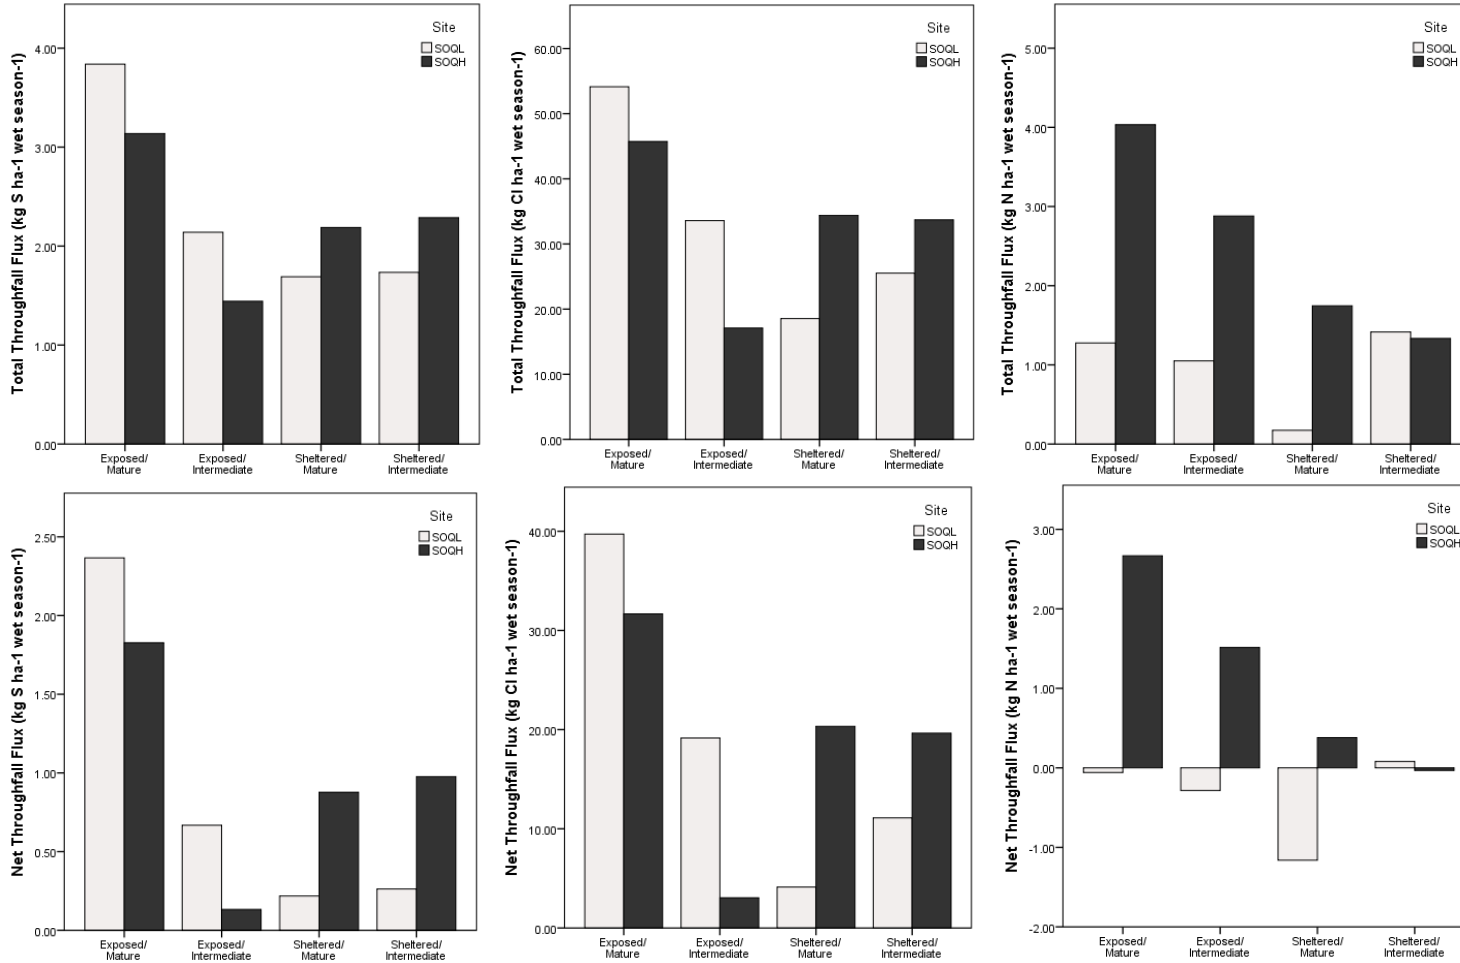 Total Throughfall Flux (kg S ha-1 wet season-1)
4.00
3.00
2.00
1.00
0.00
Site
SOQL
SOQH
Exposed/
Mature
Exposed/
Intermediate
Sheltered/
Mature
Sheltered/
Intermediate
Total Throughfall Flux (kg Cl ha-1 wet season-1)
60.00
50.00
40.00
30.00
20.00
10.00
0.00
Site
SOQL
SOQH
Exposed/
Mature
Exposed/
Intermediate
Sheltered/
Mature
Sheltered/
Intermediate
Total Throughfall Flux (kg N ha-1 wet season-1)
5.00
4.00
3.00
2.00
1.00
0.00
Site
SOQL
SOQH
Exposed/
Mature
Exposed/
Intermediate
Sheltered/
Mature
Sheltered/
Intermediate
Net Throughfall Flux (kg S ha-1 wet season-1)
2.50
2.00
1.50
1.00
0.50
0.00
Site
SOQL
SOQH
Exposed/
Mature
Exposed/
Intermediate
Sheltered/
Mature
Sheltered/
Intermediate
Net Throughfall Flux (kg Cl ha-1 wet season-1)
40.00
30.00
20.00
10.00
0.00
Site
SOQL
SOQH
Exposed/
Mature
Exposed/
Intermediate
Sheltered/
Mature
Sheltered/
Intermediate
Net Throughfall Flux (kg N ha-1 wet season-1)
3.00
2.00
1.00
0.00
-1.00
-2.00
Site
SOQL
SOQH
Exposed/
Mature
Exposed/
Intermediate
Sheltered/
Mature
Sheltered/
Intermediate